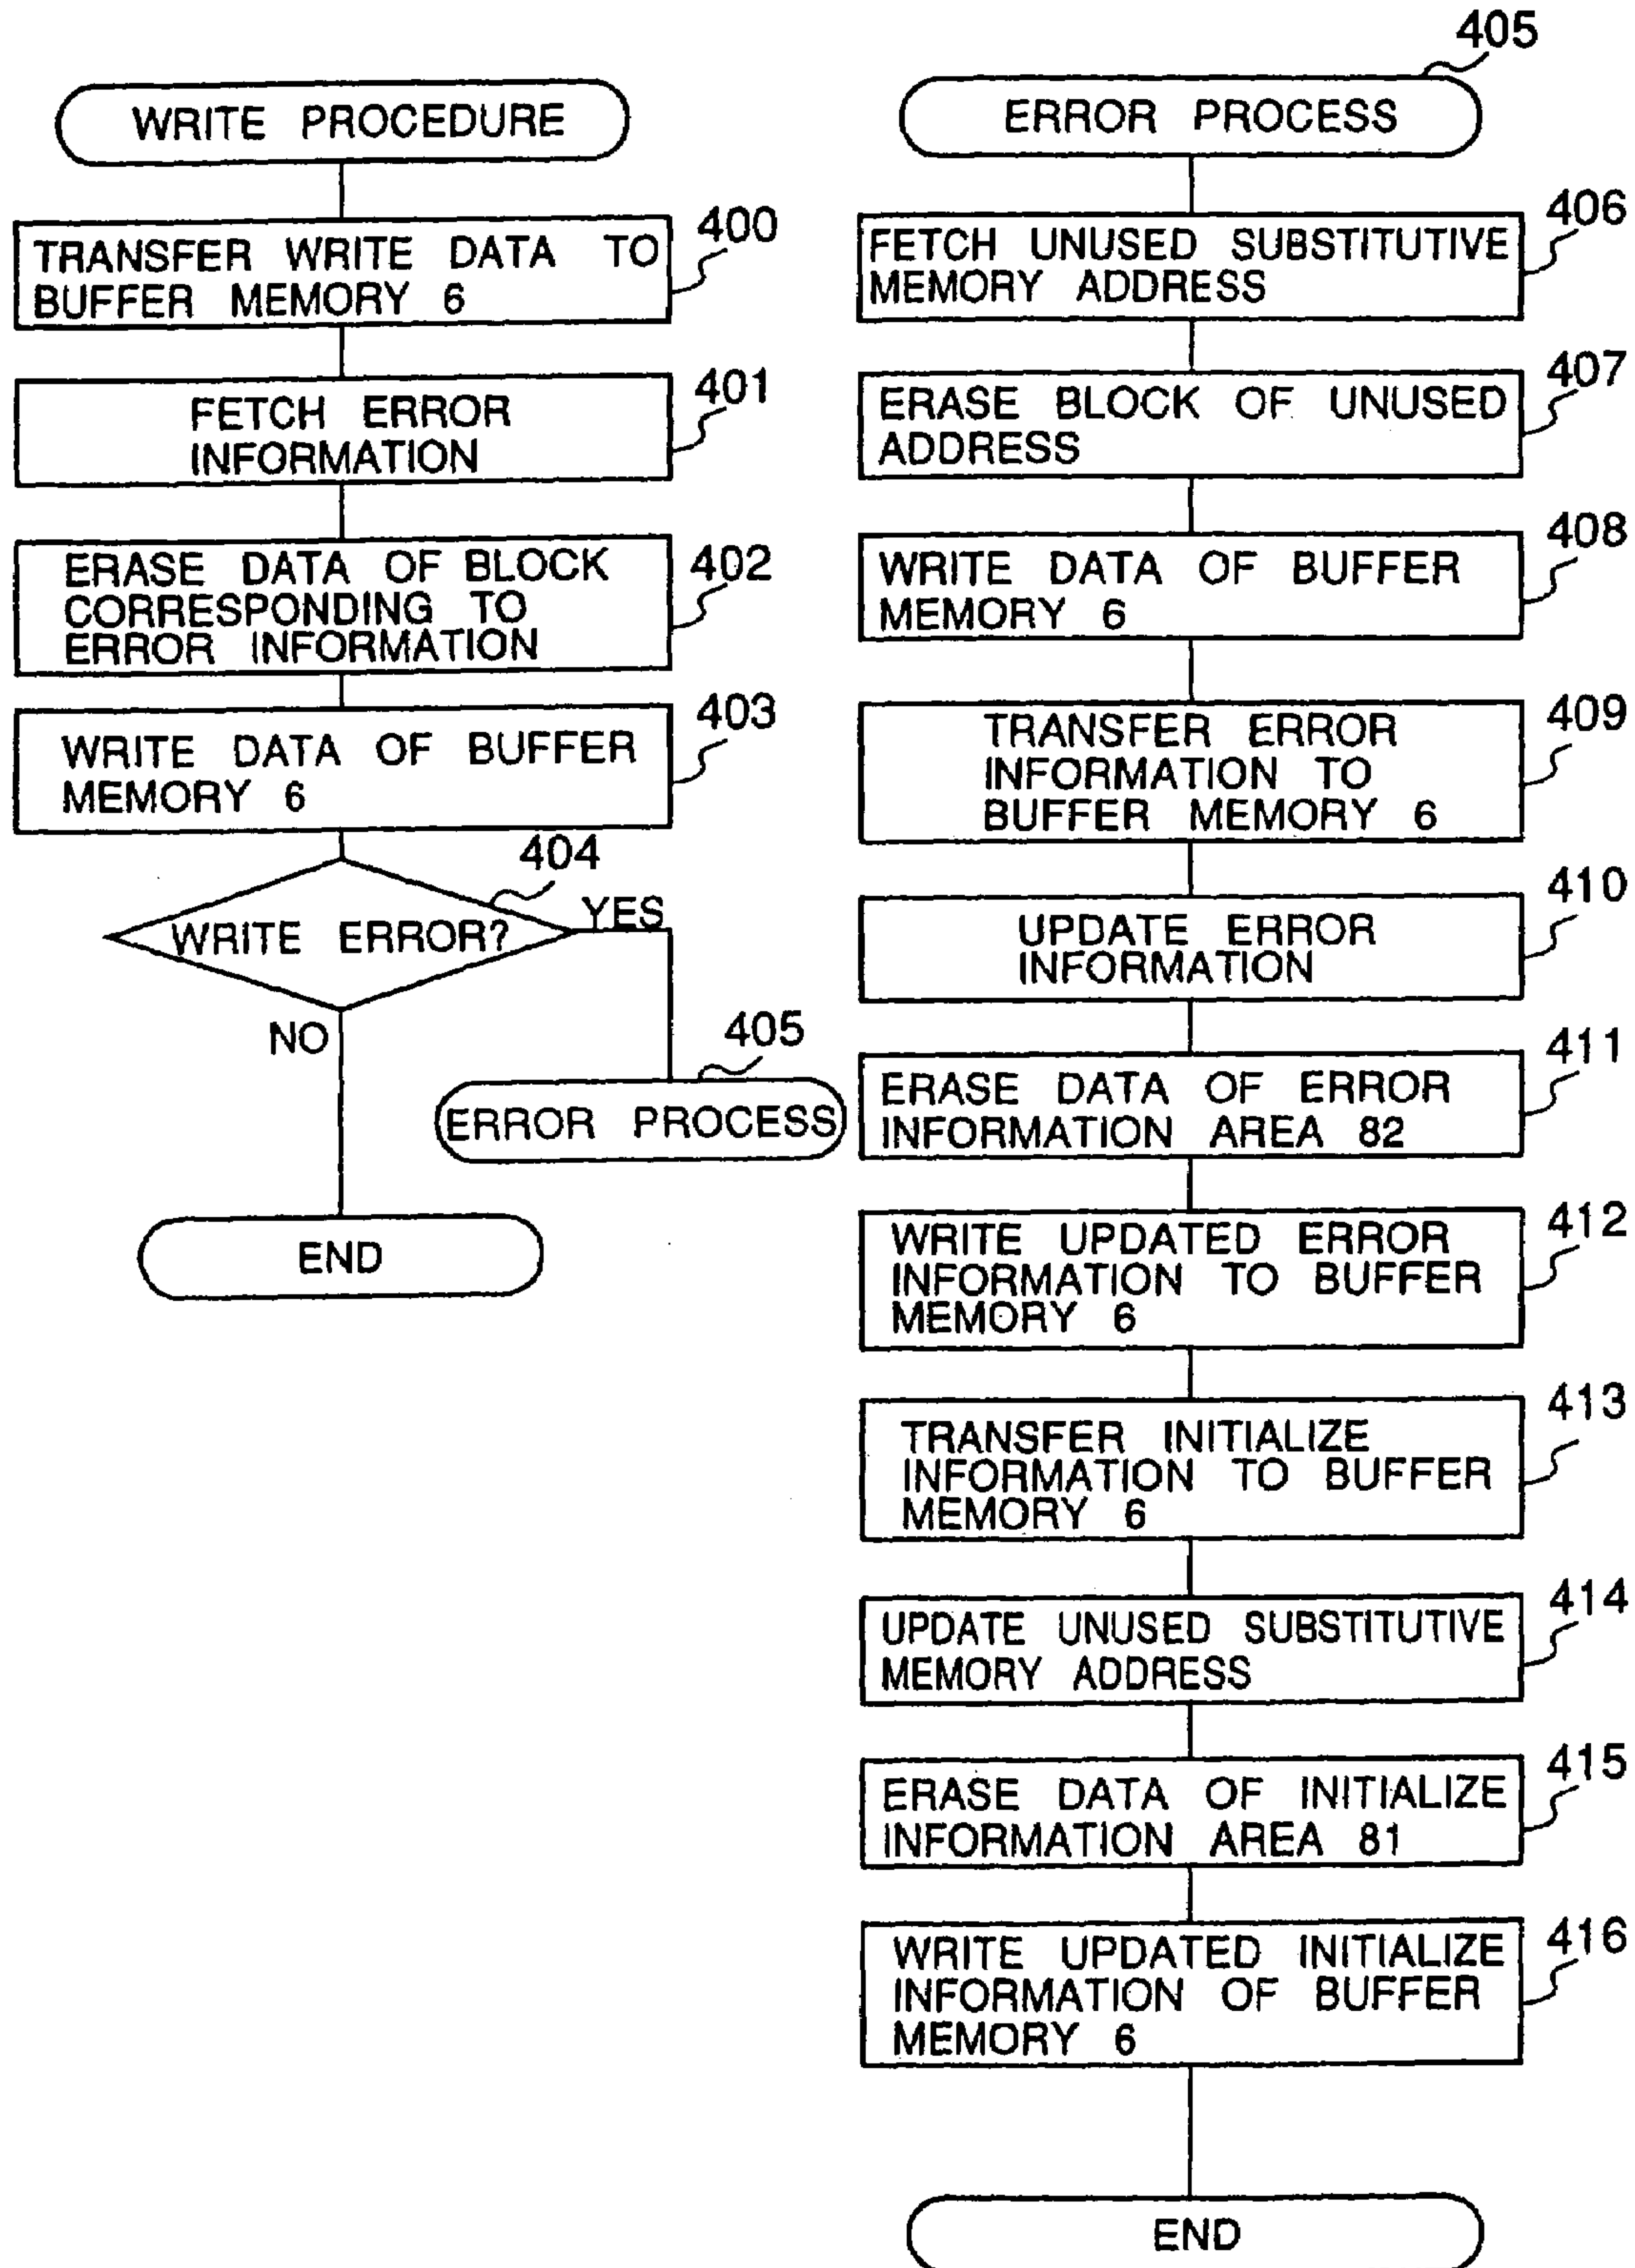 WRITE PROCEDURE
400
TRANSFER WRITE DATA TO
BUFFER MEMORY 6
401
FETCH ERROR
INFORMATION
402
ERASE DATA OF BLOCK
CORRESPONDING TO
ERROR INFORMATION
403
WRITE DATA OF BUFFER
MEMORY 6
404
WRITE ERROR?
YES
NO
405
ERROR PROCESS
END
405
ERROR PROCESS
406
FETCH UNUSED SUBSTITUTIVE
MEMORY ADDRESS
407
ERASE BLOCK OF UNUSED
ADDRESS
408
WRITE DATA OF BUFFER
MEMORY 6
409
TRANSFER ERROR
INFORMATION TO
BUFFER MEMORY 6
410
UPDATE ERROR
INFORMATION
411
ERASE DATA OF ERROR
INFORMATION AREA 82
412
WRITE UPDATED ERROR
INFORMATION TO BUFFER
MEMORY 6
413
TRANSFER INITIALIZE
INFORMATION TO BUFFER
MEMORY 6
414
UPDATE UNUSED SUBSTITUTIVE
MEMORY ADDRESS
415
ERASE DATA OF INITIALIZE
INFORMATION AREA 81
416
WRITE UPDATED INITIALIZE
INFORMATION OF BUFFER
MEMORY 6
END